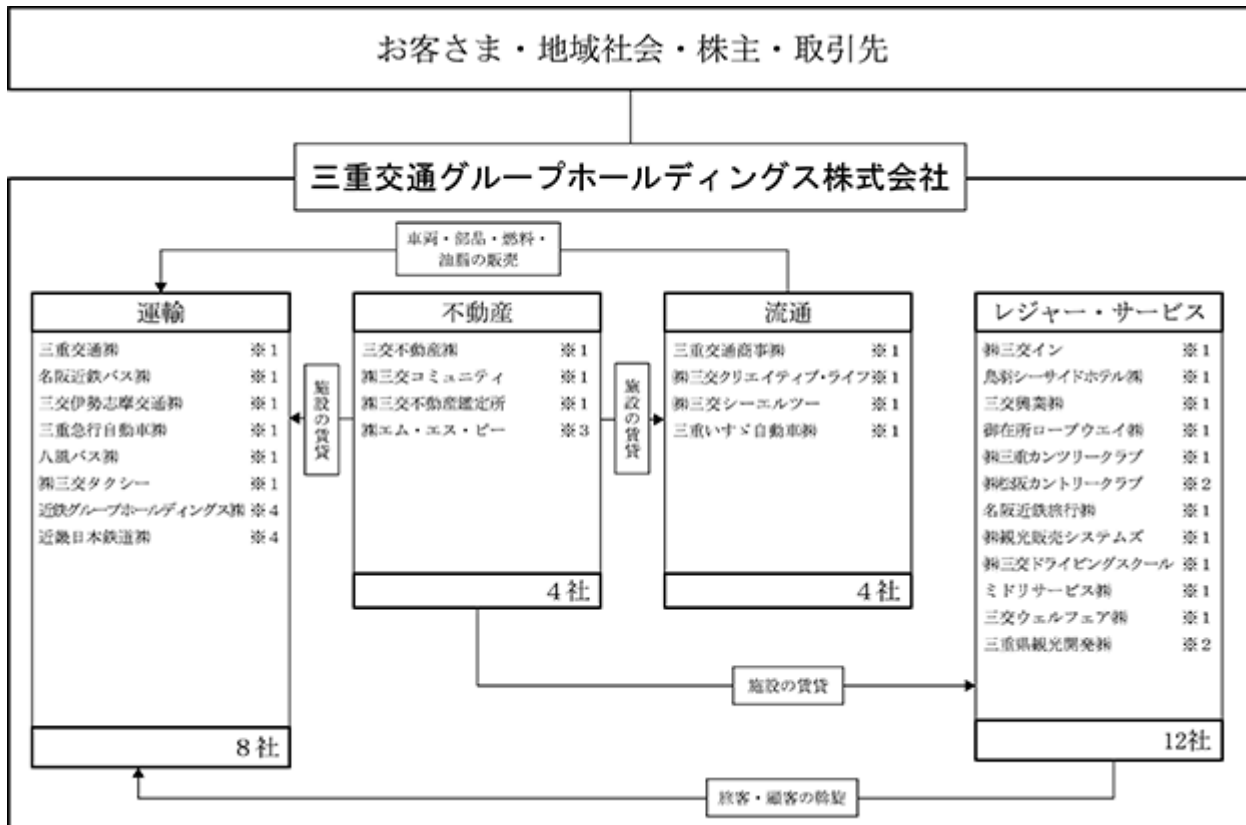 お客さま・地域社会・株主・取引先
三重交通グループホールディングス株式会社
車両・部品・燃料・
油脂の販売
運輸
三重交通㈱ ※1
名阪近鉄バス㈱ ※1
三交伊勢志摩交通㈱ ※1
三重急行自動車㈱ ※1
八風バス㈱ ※1
㈱三交タクシー ※1
近鉄グループホールディングス㈱ ※4
近畿日本鉄道㈱ ※4
8社
施設の賃貸
不動産
三交不動産㈱ ※1
㈱三交コミュニティ ※1
㈱三交不動産鑑定所 ※1
㈱エム・エス・ピー ※3
4社
施設の賃貸
流通
三重交通商事㈱ ※1
㈱三交クリエイティブ・ライフ※1
㈱三交シーエルツー ※1
三重いすゞ自動車㈱ ※1
4社
レジャー・サービス
㈱三交イン ※1
鳥羽シーサイドホテル㈱ ※1
三交興業㈱ ※1
御在所ロープウエイ㈱ ※1
㈱三重カンツリークラブ ※1
㈱松阪カントリークラブ ※2
名阪近鉄旅行㈱ ※1
㈱観光販売システムズ ※1
㈱三交ドライビングスクール ※1
ミドリサービス㈱ ※1
三交ウェルフェア㈱ ※1
三重県観光開発㈱ ※2
12社
施設の賃貸
旅客・顧客の斡旋